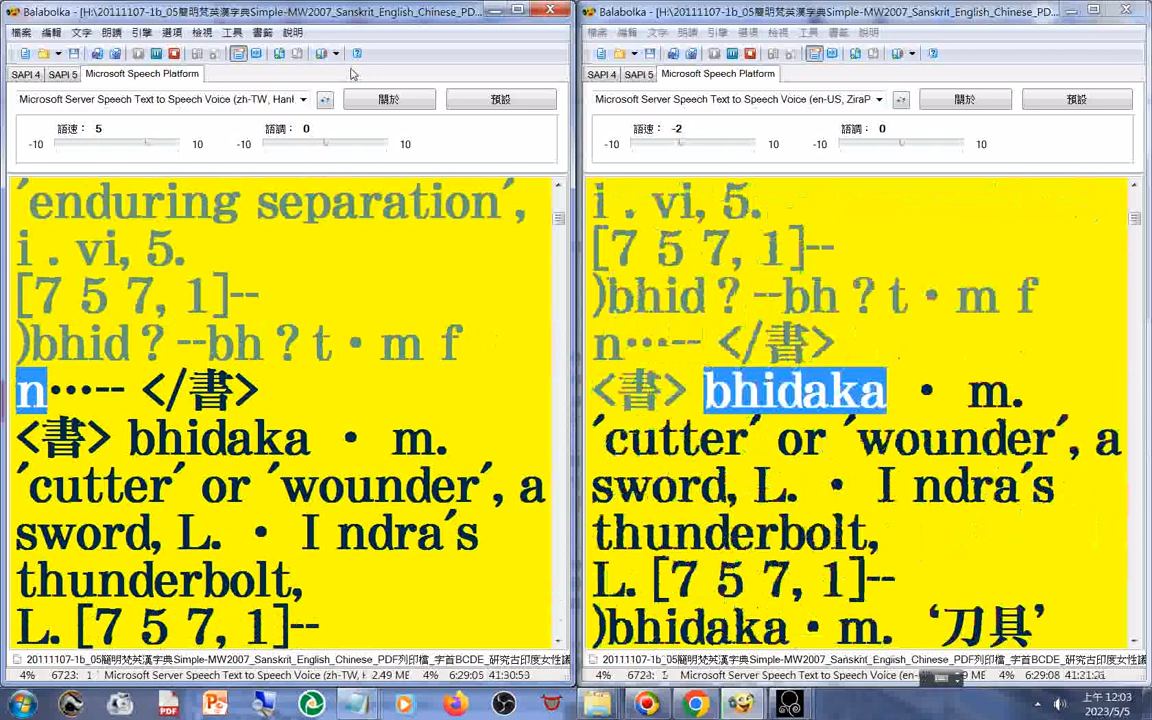 Balabolka - [H:\20111107-1b_05簡明梵英漢字典Simple-MW2007_Sanskrit_English_Chinese_PD...
檔案 編輯 文字 朗讀 引擎 選項 檢視 工具 書籤 說明
SAPI 4 SAPI 5 Microsoft Speech Platform
Microsoft Server Speech Text to Speech Voice (zh-TW, Hanl 關於 預設
語速： 5 語調： 0
-10 10 -10 10
'enduring separation',
i . vi, 5.
[7 5 7, 1]--
)bhid？--bh？t・m f
n…-- </書>
<書> bhidaka ・ m.
'cutter' or 'wounder', a
sword, L. ・ I ndra's
thunderbolt,
L. [7 5 7, 1]--
20111107-1b_05簡明梵英漢字典Simple-MW2007_Sanskrit_English_Chinese_PDF列印檔_字首BCDE_研究古印度女性議
4% 6723: 1 Microsoft Server Speech Text to Speech Voice (zh-TW, H 2.49 MB 4% 6:29:05 41:30:53
Balabolka - [H:\20111107-1b_05簡明梵英漢字典Simple-MW2007_Sanskrit_English_Chinese_PD...
檔案 編輯 文字 朗讀 引擎 選項 檢視 工具 書籤 說明
SAPI 4 SAPI 5 Microsoft Speech Platform
Microsoft Server Speech Text to Speech Voice (en-US, ZiraP 關於 預設
語速： -2 語調： 0
-10 10 -10 10
i . vi, 5.
[7 5 7, 1]--
)bhid？--bh？t・m f
n…-- </書>
<書> bhidaka ・ m.
'cutter' or 'wounder', a
sword, L. ・ I ndra's
thunderbolt,
L. [7 5 7, 1]--
)bhidaka・m. ‘刀具’
20111107-1b_05簡明梵英漢字典Simple-MW2007_Sanskrit_English_Chinese_PDF列印檔_字首BCDE_研究古印度女性議
4% 6723: 1 Microsoft Server Speech Text to Speech Voice (en-U 9 MB 4% 6:29:08
上午 12:03
2023/5/5